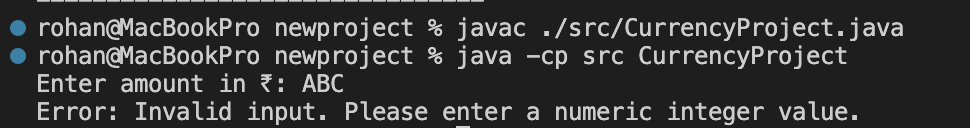 rohan@MacBookPro newproject % javac ./src/CurrencyProject.java
rohan@MacBookPro newproject % java -cp src CurrencyProject
Enter amount in ₹: ABC
Error: Invalid input. Please enter a numeric integer value.